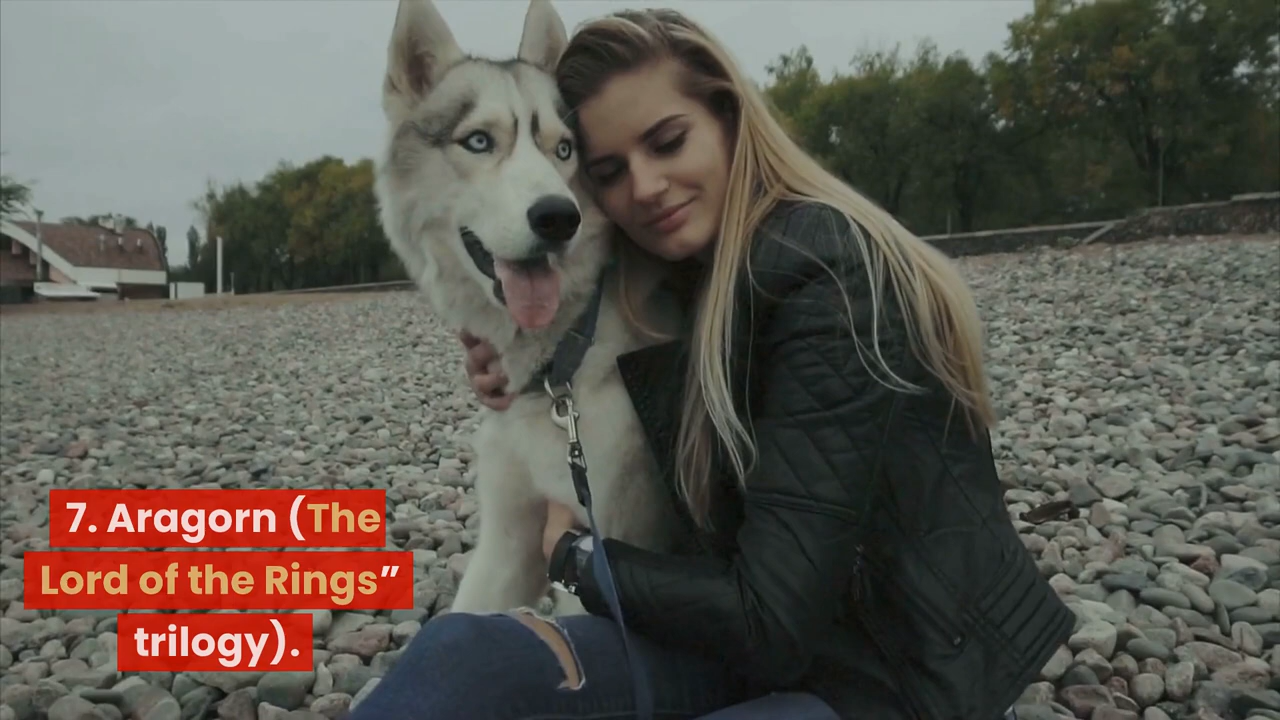 7. Aragorn (The
Lord of the Rings”
trilogy).